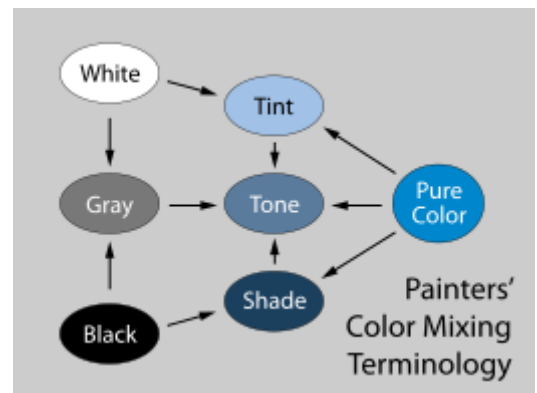 White
Tint
Gray
Tone
Pure
Color
Shade
Black
Painters’
Color Mixing
Terminology